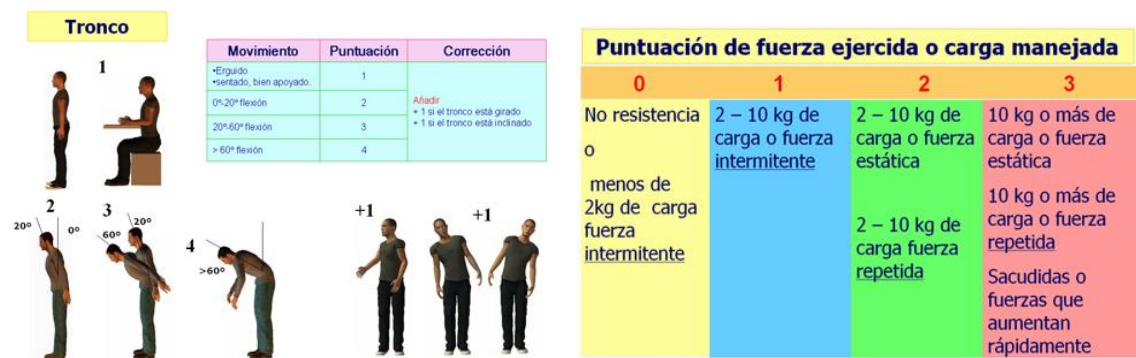 Tronco
1
Movimiento Puntuación Corrección
•Erguido
•sentado, bien apoyado.
1
0º-20º flexión 2
20º-60º flexión 3
> 60º flexión 4
Añadir
+ 1 si el tronco está girado
+ 1 si el tronco está inclinado
2
20º
0º
3
20º
60º
4
>60º
+1
+1
Puntuación de fuerza ejercida o carga manejada
0 1 2 3
No resistencia
o
menos de
2kg de carga
fuerza
intermitente
2 – 10 kg de
carga o fuerza
intermitente
2 – 10 kg de
carga o fuerza
estática
2 – 10 kg de
carga fuerza
repetida
10 kg o más de
carga o fuerza
estática
10 kg o más de
carga o fuerza
repetida
Sacudidas o
fuerzas que
aumentan
rápidamente